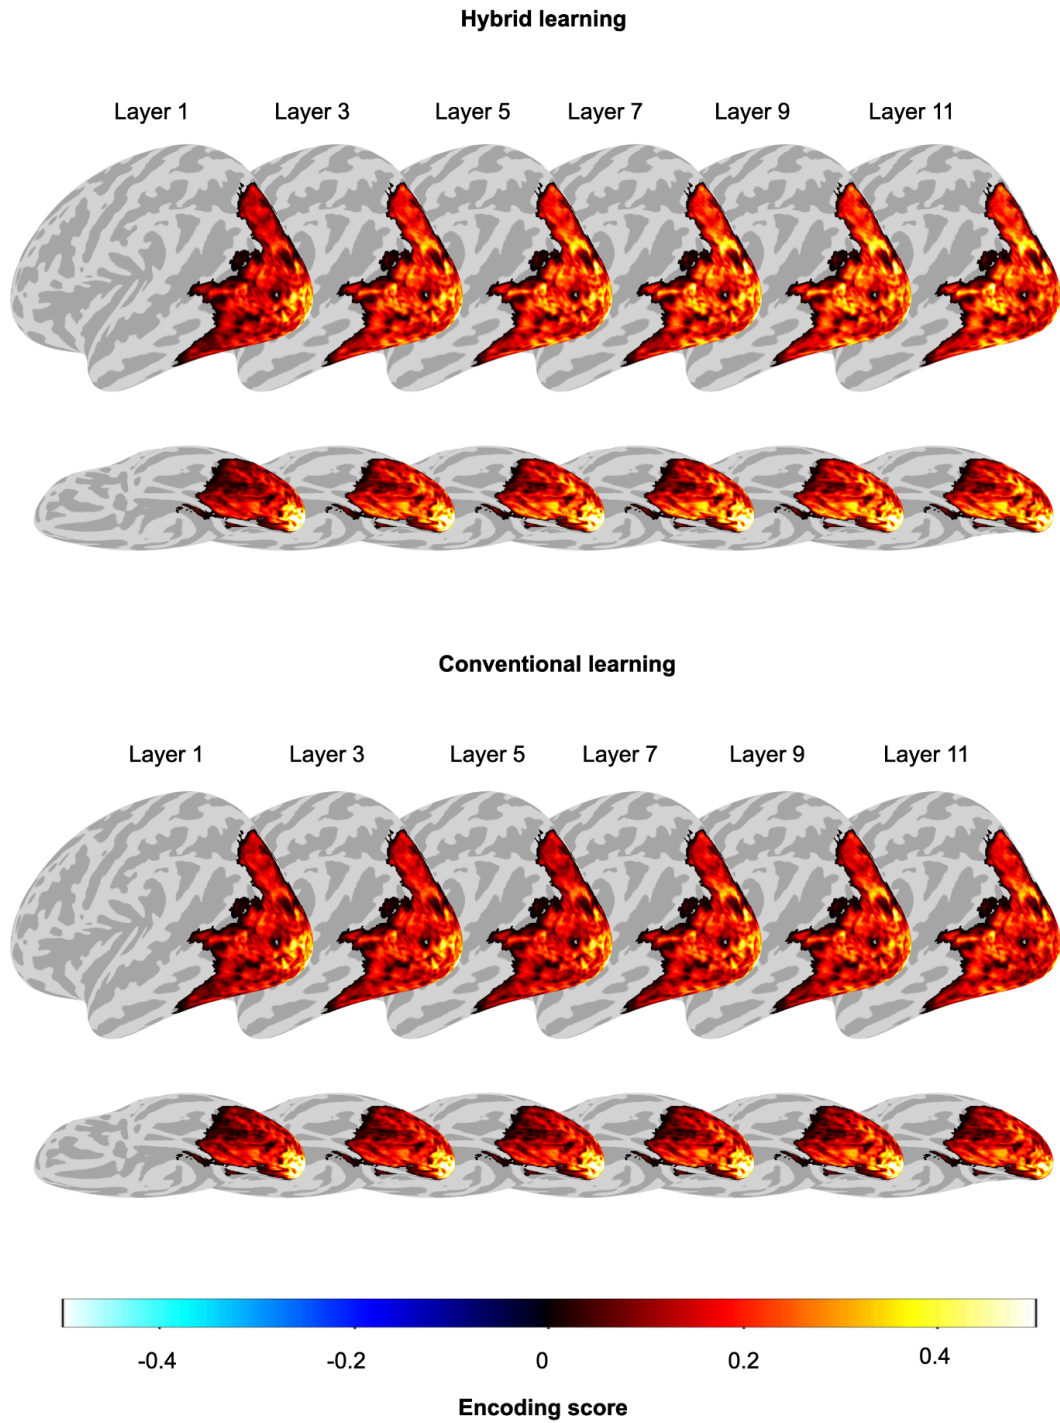 Hybrid learning
Layer 1 Layer 3 Layer 5 Layer 7 Layer 9 Layer 11
Conventional learning
Layer 1 Layer 3 Layer 5 Layer 7 Layer 9 Layer 11
-0.4 -0.2 0 0.2 0.4
Encoding score